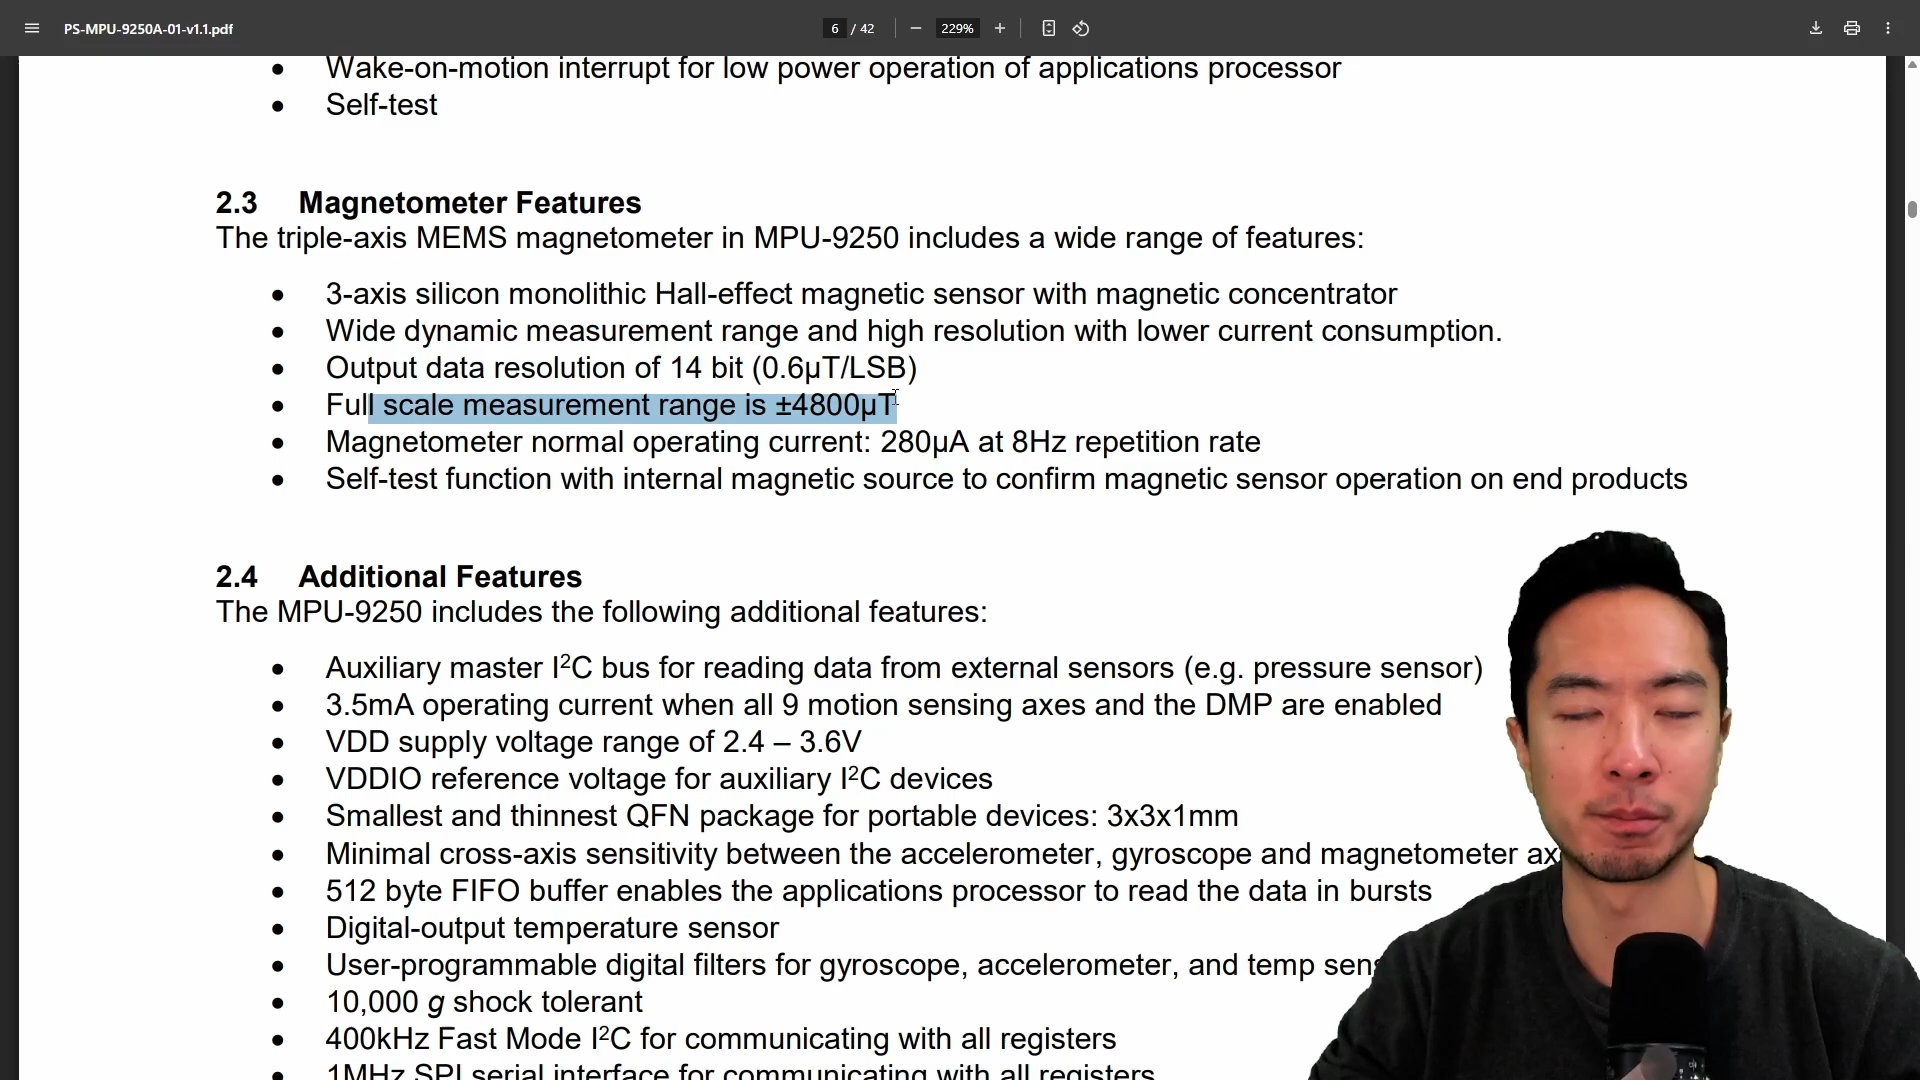 PS-MPU-9250A-01-v1.1.pdf
6 / 42
229%
Wake-on-motion interrupt for low power operation of applications processor
• Self-test
2.3 Magnetometer Features
The triple-axis MEMS magnetometer in MPU-9250 includes a wide range of features:
• 3-axis silicon monolithic Hall-effect magnetic sensor with magnetic concentrator
• Wide dynamic measurement range and high resolution with lower current consumption.
• Output data resolution of 14 bit (0.6µT/LSB)
• Full scale measurement range is ±4800µT
• Magnetometer normal operating current: 280µA at 8Hz repetition rate
• Self-test function with internal magnetic source to confirm magnetic sensor operation on end products
2.4 Additional Features
The MPU-9250 includes the following additional features:
• Auxiliary master I²C bus for reading data from external sensors (e.g. pressure sensor)
• 3.5mA operating current when all 9 motion sensing axes and the DMP are enabled
• VDD supply voltage range of 2.4 – 3.6V
• VDDIO reference voltage for auxiliary I²C devices
• Smallest and thinnest QFN package for portable devices: 3x3x1mm
• Minimal cross-axis sensitivity between the accelerometer, gyroscope and magnetometer
• 512 byte FIFO buffer enables the applications processor to read the data in bursts
• Digital-output temperature sensor
• User-programmable digital filters for gyroscope, accelerometer, and temp
• 10,000 g shock tolerant
• 400kHz Fast Mode I²C for communicating with all registers
• 1MHz SPI serial interface for communicating with all registers